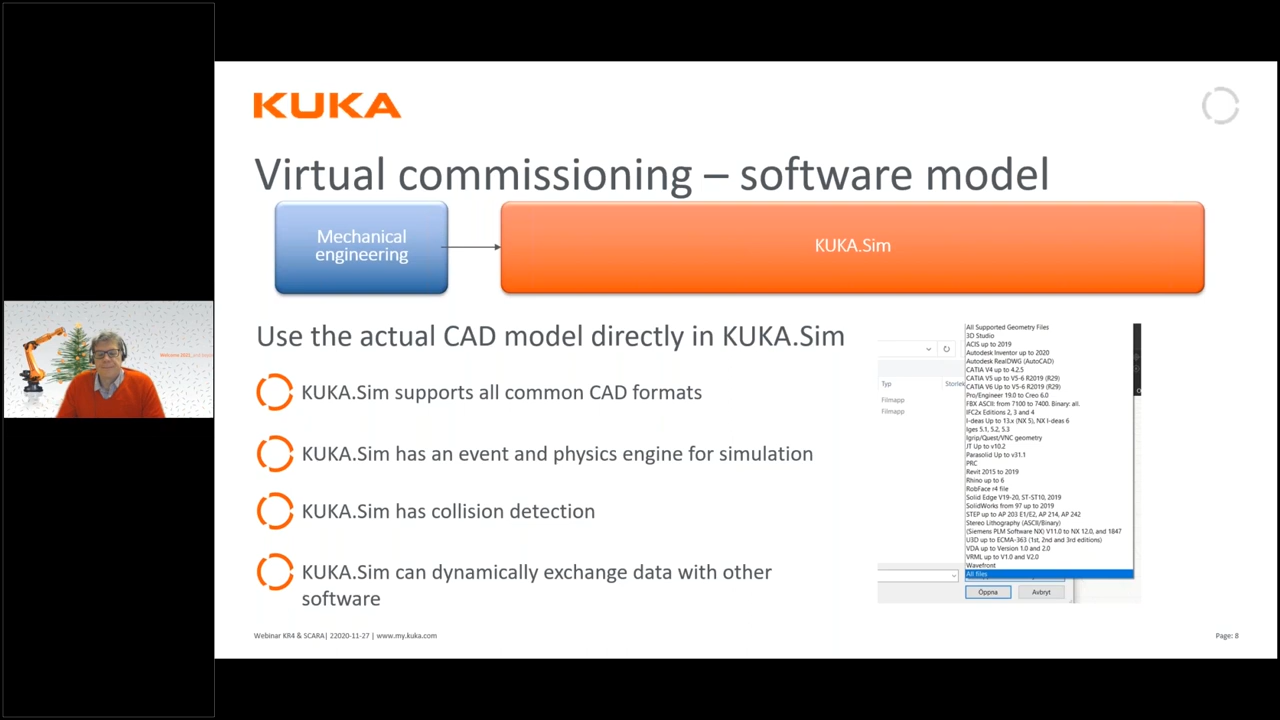 KUKA
Virtual commissioning – software model
Mechanical
engineering
KUKA.Sim
Use the actual CAD model directly in KUKA.Sim
KUKA.Sim supports all common CAD formats
KUKA.Sim has an event and physics engine for simulation
KUKA.Sim has collision detection
KUKA.Sim can dynamically exchange data with other
software
Typ
Storlek
Filmapp
Filmapp
All Supported Geometry Files
3D Studio
ACIS up to 2019
Autodesk Inventor up to 2020
Autodesk RealDWG (AutoCAD)
CATIA V4 up to 4.2.5
CATIA V5 up to V5-6 R2019 (R29)
CATIA V6 Up to V5-6 R2019 (R29)
Pro/Engineer 19.0 to Creo 6.0
FBX ASCII: from 7100 to 7400. Binary: all.
IFC2x Editions 2, 3 and 4
I-deas Up to 13.x (NX 5), NX I-deas 6
Iges 5.1, 5.2, 5.3
Igrip/Quest/VNC geometry
JT Up to v10.2
Parasolid Up to v31.1
PRC
Revit 2015 to 2019
Rhino up to 6
RobFace r4 file
Solid Edge V19-20, ST-ST10, 2019
SolidWorks from 97 up to 2019
STEP up to AP 203 E1/E2, AP 214, AP 242
Stereo Lithography (ASCII/Binary)
(Siemens PLM Software NX) V11.0 to NX 12.0, and 1847
U3D up to ECMA-363 (1st, 2nd and 3rd editions)
VDA up to Version 1.0 and 2.0
VRML up to V1.0 and V2.0
Wavefront
All files
Öppna
Avbryt
Webinar KR4 & SCARA| 22020-11-27 | www.my.kuka.com
Page: 8